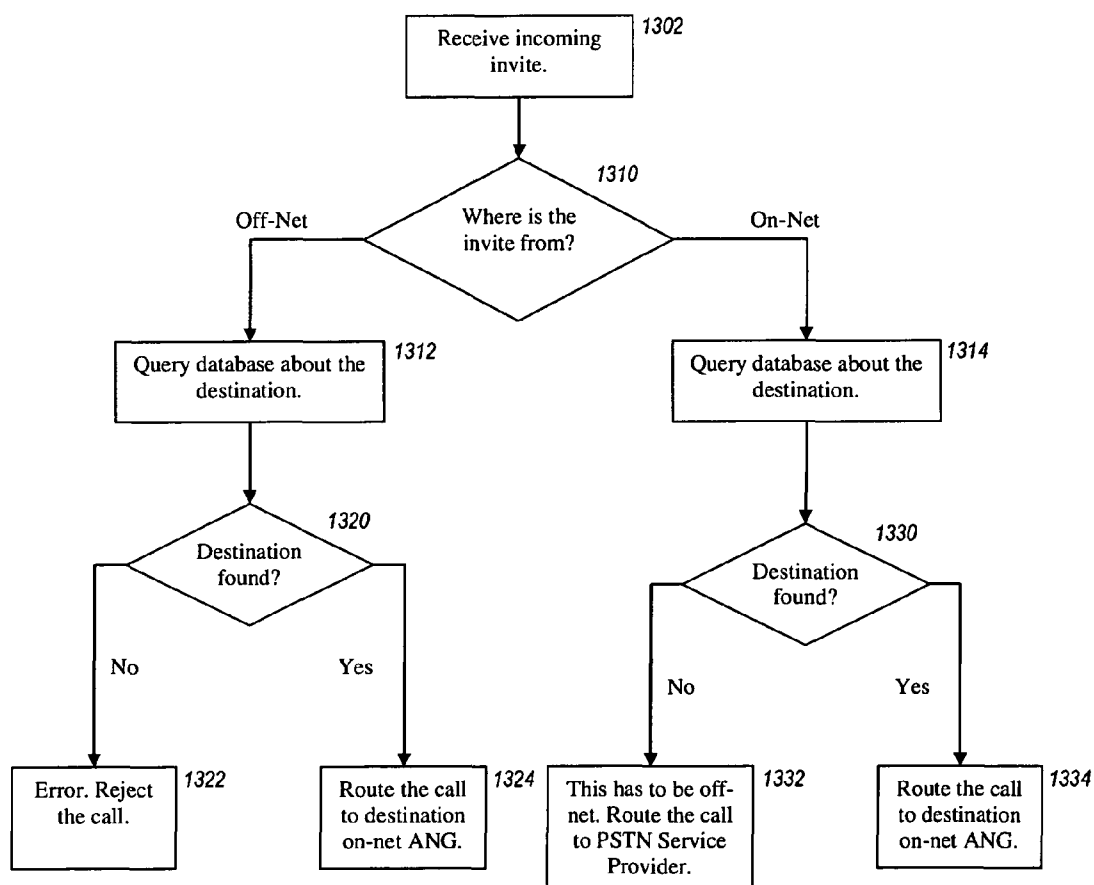 Receive incoming
invite.
1302
1310
Where is the
invite from?
Off-Net
On-Net
Query database about the
destination.
1312
Query database about the
destination.
1314
1320
Destination
found?
1330
Destination
found?
No
Yes
No
Yes
Error. Reject
the call.
1322
Route the call
to destination
on-net ANG.
1324
This has to be off-
net. Route the call
to PSTN Service
Provider.
1332
Route the call
to destination
on-net ANG.
1334